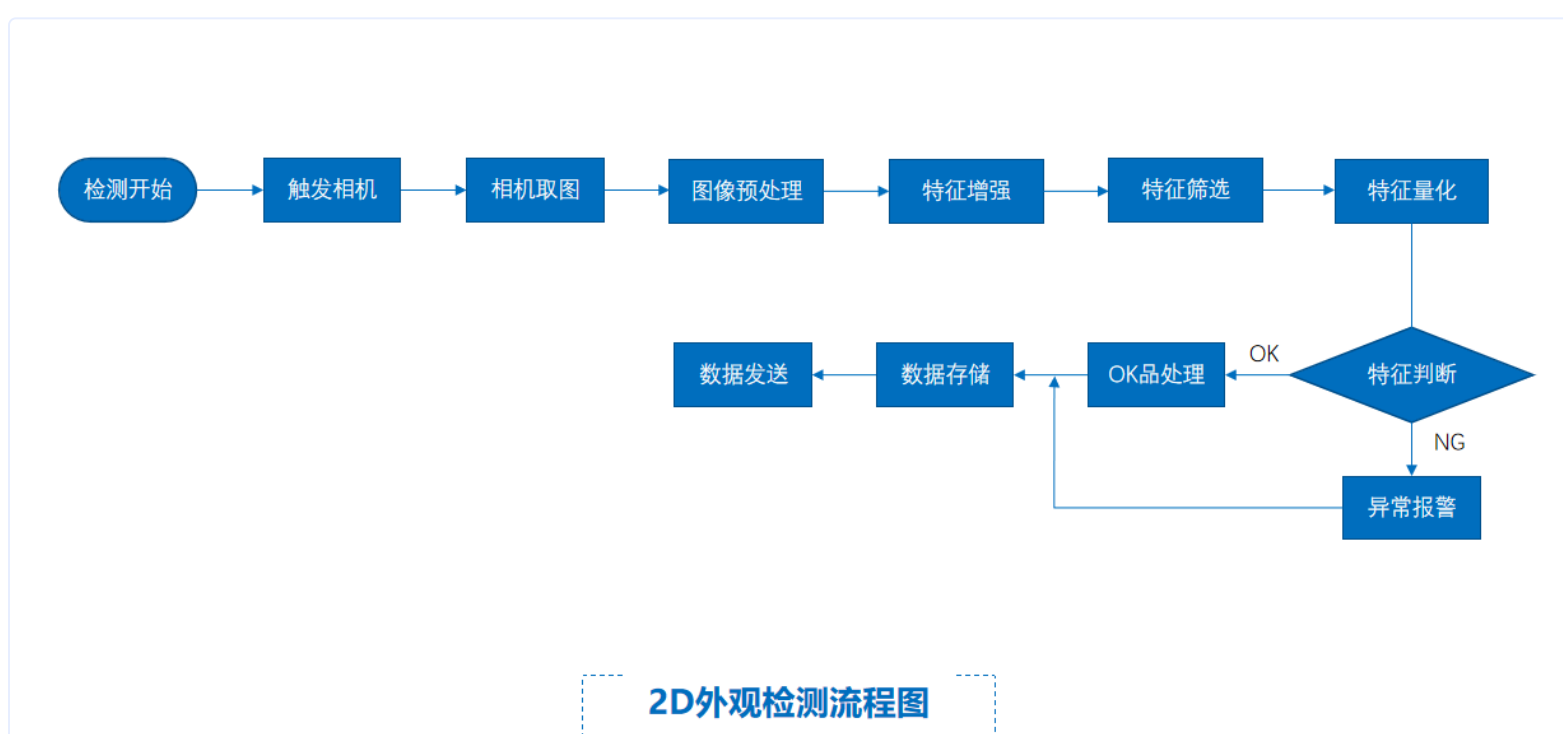 检测开始
触发相机
相机取图
图像预处理
特征增强
特征筛选
特征量化
数据发送
数据存储
OK品处理
OK
特征判断
NG
异常报警
2D外观检测流程图